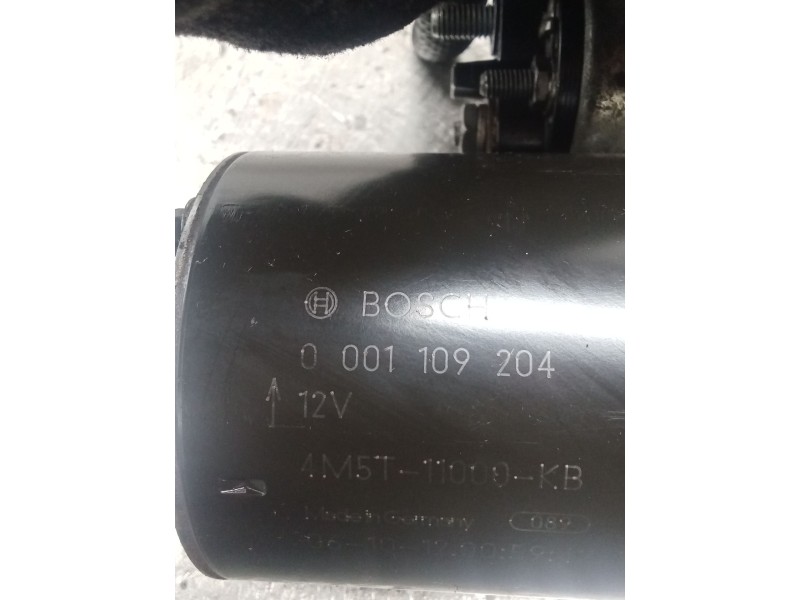 BOSCH
0 001 109 204
12V
4M5T-11000-KB
Made in Germany